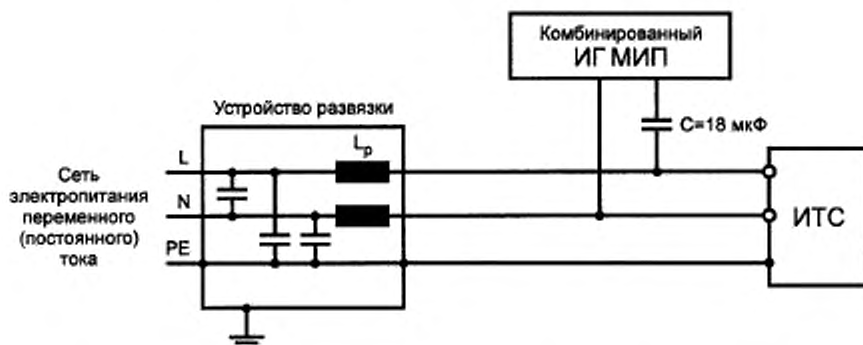 Комбинированный
ИГ МИП
Устройство развязки
C=18 мкФ
Lр
L
Сеть
электропитания
переменного
(постоянного)
тока
N
PE
ИТС